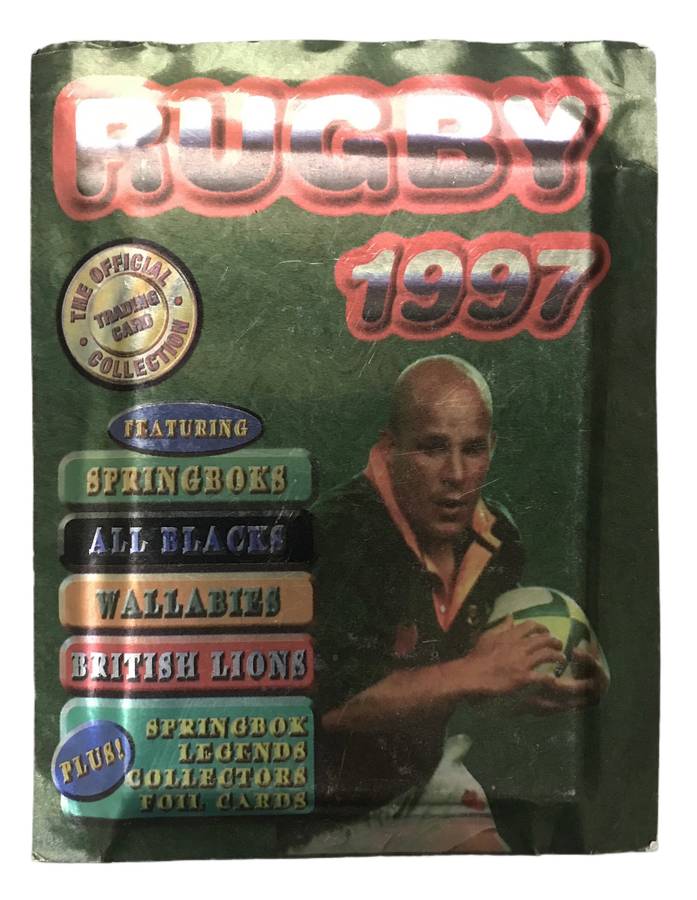 RUGBY
1997
THE OFFICIAL
TRADING
CARD
COLLECTION
FEATURING
SPRINGBOKS
ALL BLACKS
WALLABIES
BRITISH LIONS
PLUS!
SPRINGBOK
LEGENDS
COLLECTORS
FOIL CARDS